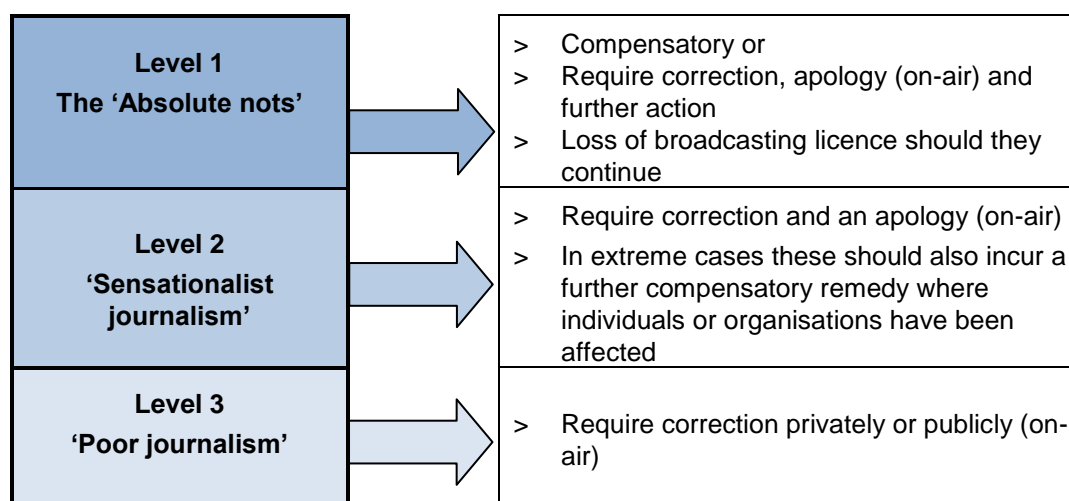 Level 1
The ‘Absolute nots’
> Compensatory or
> Require correction, apology (on-air) and
further action
> Loss of broadcasting licence should they
continue
Level 2
‘Sensationalist
journalism’
> Require correction and an apology (on-air)
> In extreme cases these should also incur a
further compensatory remedy where
individuals or organisations have been
affected
Level 3
‘Poor journalism’
> Require correction privately or publicly (on-
air)